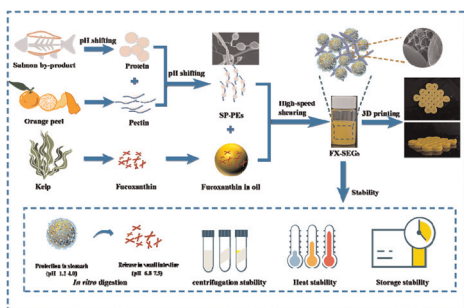 Salmon by-product
pH shifting
Protein
+
Orange peel
Pectin
pH shifting
SP-PEs
+
Kelp
Fucoxanthin
Fucoxanthin in oil
High-speed
shearing
FX-SEGs
3D printing
Stability
Protection in stomach
(pH 1.2-4.0)
Release in small intestine
(pH 6.8-7.5)
In vitro digestion
centrifugation stability
Heat stability
Storage stability